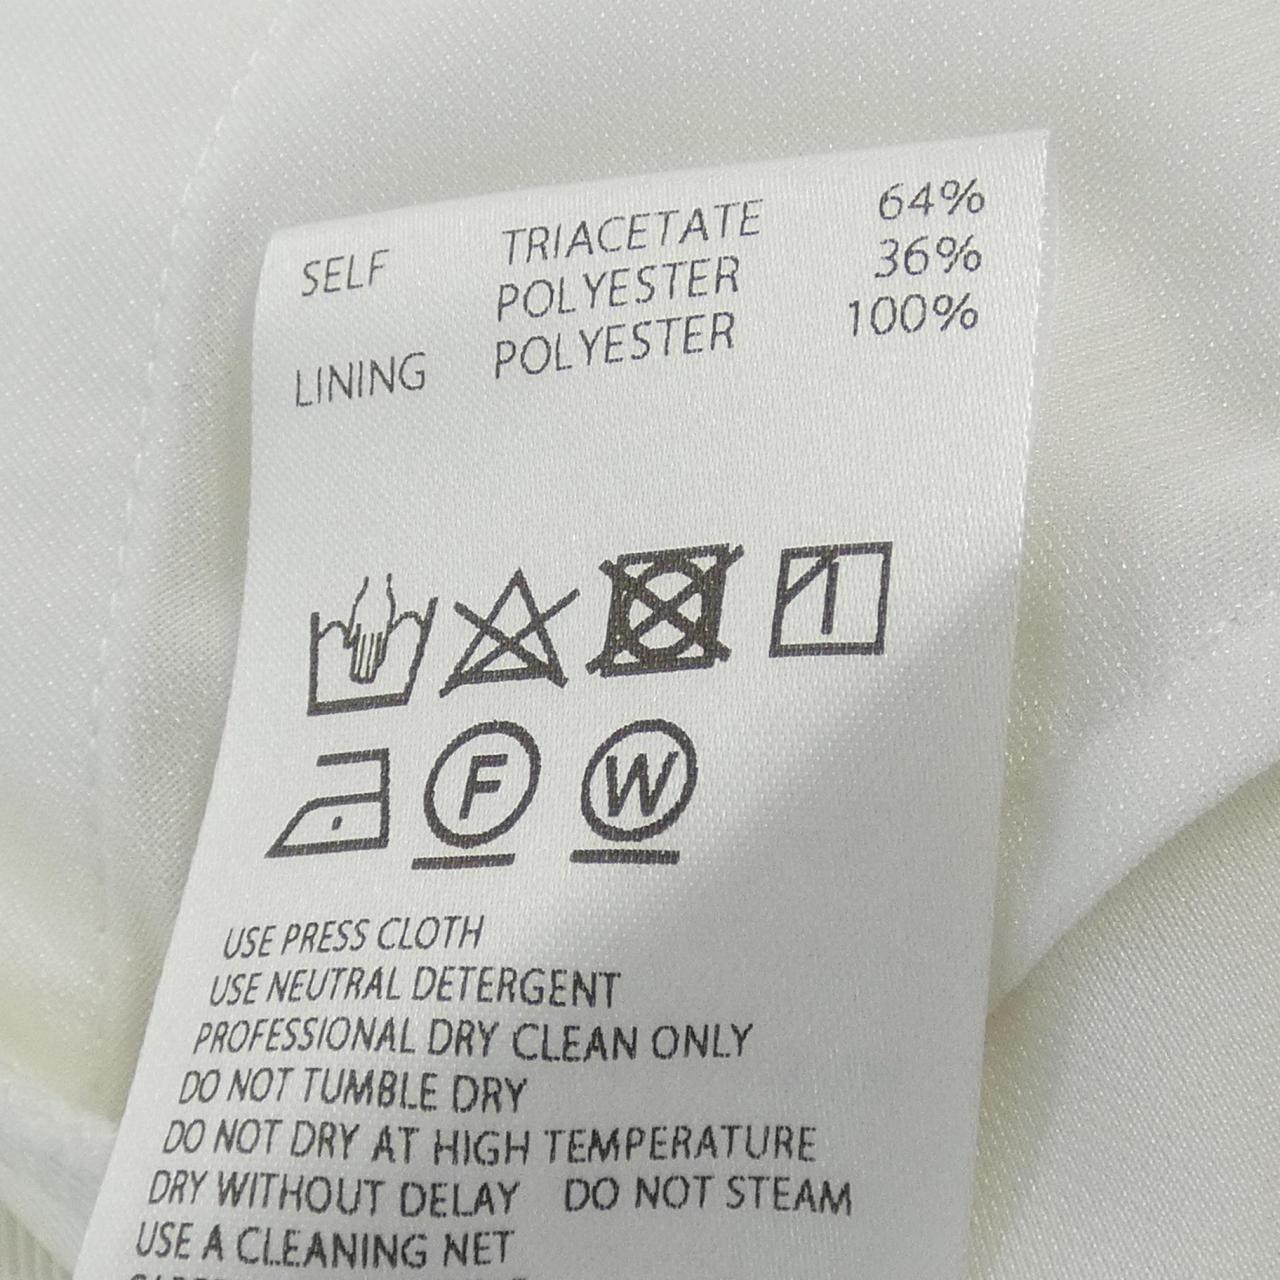 SELF TRIACETATE 64%
POLYESTER 36%
LINING POLYESTER 100%
F W
USE PRESS CLOTH
USE NEUTRAL DETERGENT
PROFESSIONAL DRY CLEAN ONLY
DO NOT TUMBLE DRY
DO NOT DRY AT HIGH TEMPERATURE
DRY WITHOUT DELAY DO NOT STEAM
USE A CLEANING NET